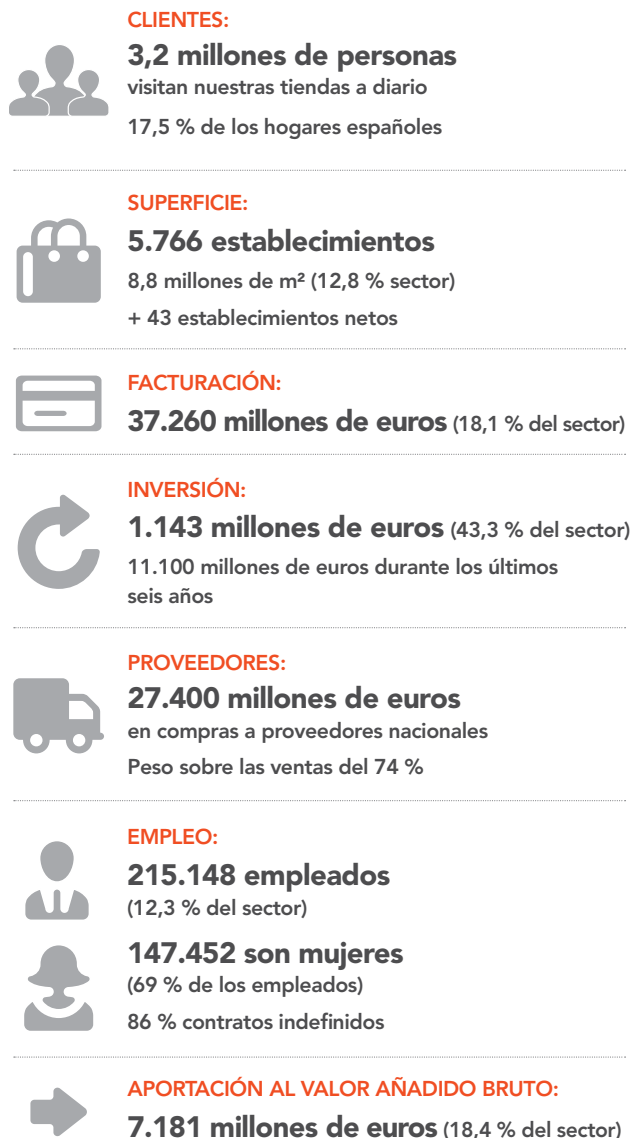 CLIENTES:
3,2 millones de personas
visitan nuestras tiendas a diario
17,5 % de los hogares españoles
SUPERFICIE:
5.766 establecimientos
8,8 millones de m² (12,8 % sector)
+ 43 establecimientos netos
FACTURACIÓN:
37.260 millones de euros (18,1 % del sector)
INVERSIÓN:
1.143 millones de euros (43,3 % del sector)
11.100 millones de euros durante los últimos
seis años
PROVEEDORES:
27.400 millones de euros
en compras a proveedores nacionales
Peso sobre las ventas del 74 %
EMPLEO:
215.148 empleados
(12,3 % del sector)
147.452 son mujeres
(69 % de los empleados)
86 % contratos indefinidos
APORTACIÓN AL VALOR AÑADIDO BRUTO:
7.181 millones de euros (18,4 % del sector)